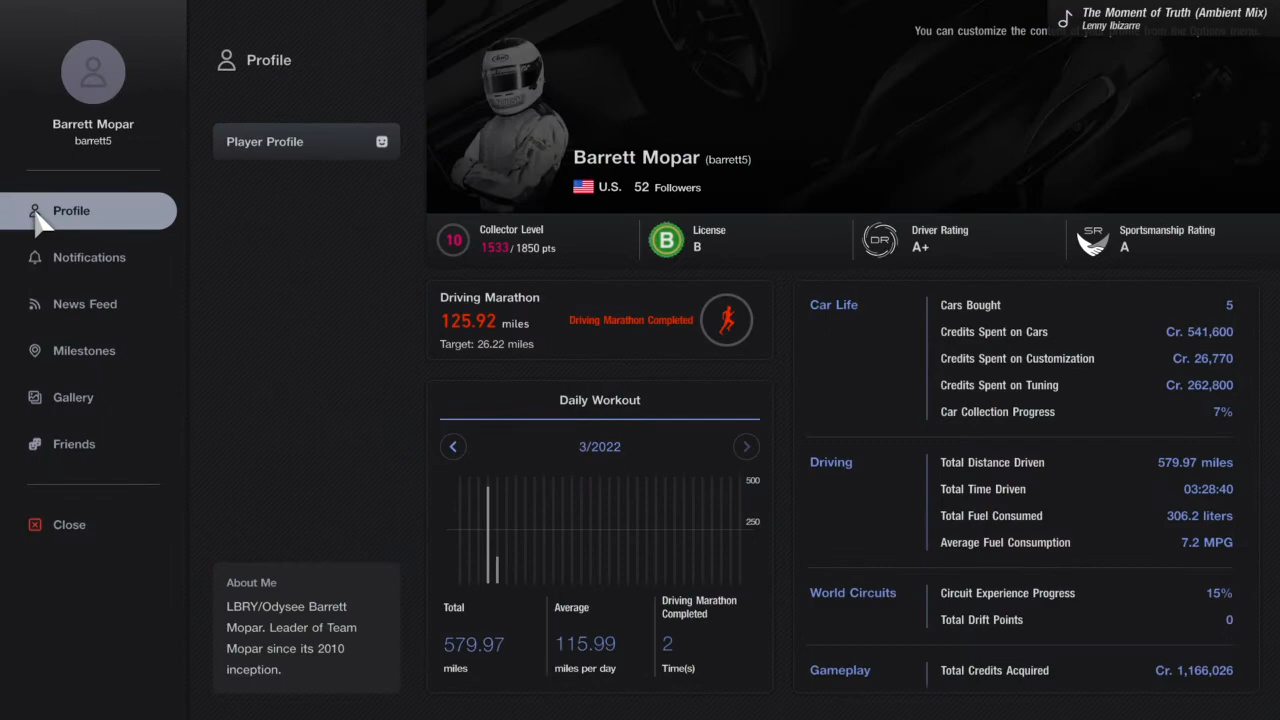 The Moment of Truth (Ambient Mix)
Lenny Ibizarre
You can customize the con from the Options menu.
Barrett Mopar
barrett5
Profile
Notifications
News Feed
Milestones
Gallery
Friends
Close
Profile
Player Profile
About Me
LBRY/Odysee Barrett
Mopar. Leader of Team
Mopar since its 2010
inception.
Barrett Mopar (barrett5)
U.S. 52 Followers
10
Collector Level
1533 / 1850 pts
B
License
B
DR
Driver Rating
A+
SR
Sportsmanship Rating
A
Driving Marathon
125.92 miles
Target: 26.22 miles
Driving Marathon Completed
Daily Workout
3/2022
500
250
Total
579.97
miles
Average
115.99
miles per day
Driving Marathon
Completed
2
Time(s)
Car Life
Cars Bought 5
Credits Spent on Cars Cr. 541,600
Credits Spent on Customization Cr. 26,770
Credits Spent on Tuning Cr. 262,800
Car Collection Progress 7%
Driving
Total Distance Driven 579.97 miles
Total Time Driven 03:28:40
Total Fuel Consumed 306.2 liters
Average Fuel Consumption 7.2 MPG
World Circuits
Circuit Experience Progress 15%
Total Drift Points 0
Gameplay
Total Credits Acquired Cr. 1,166,026